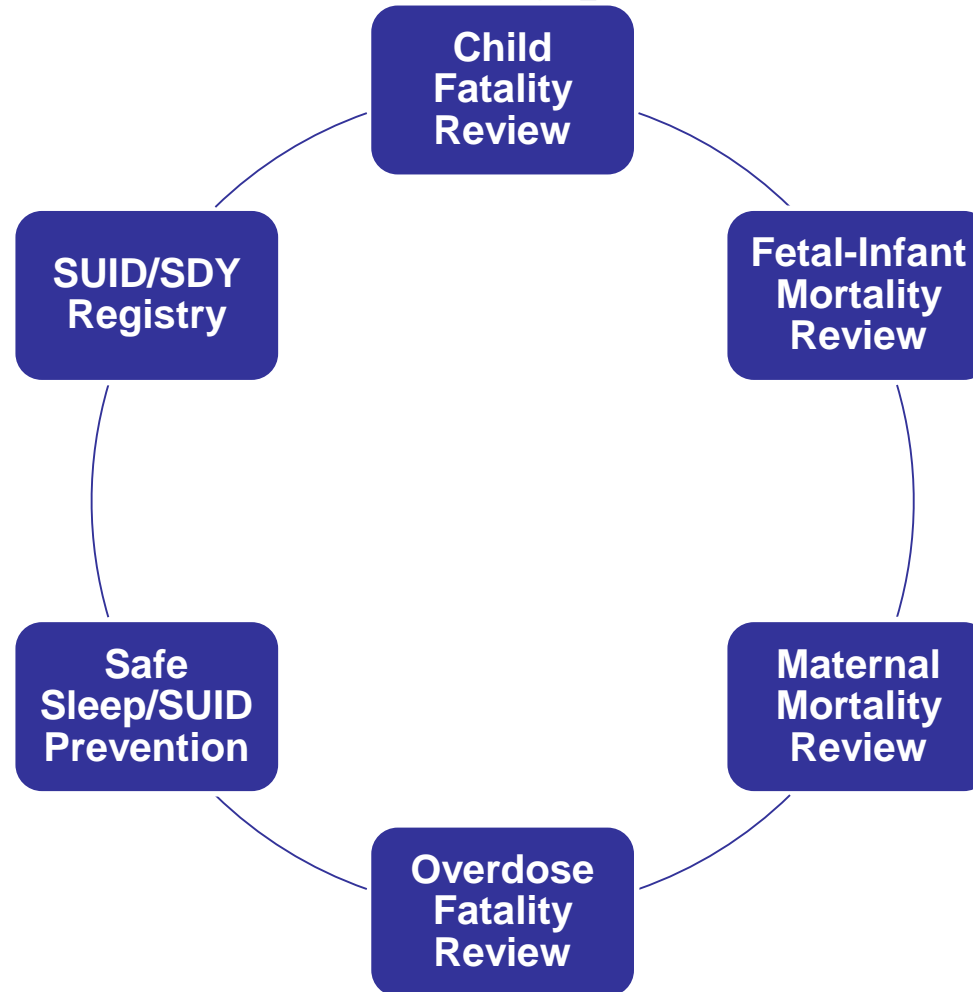 Child
Fatality
Review
Fetal-Infant
Mortality
Review
Maternal
Mortality
Review
Overdose
Fatality
Review
Safe
Sleep/SUID
Prevention
SUID/SDY
Registry